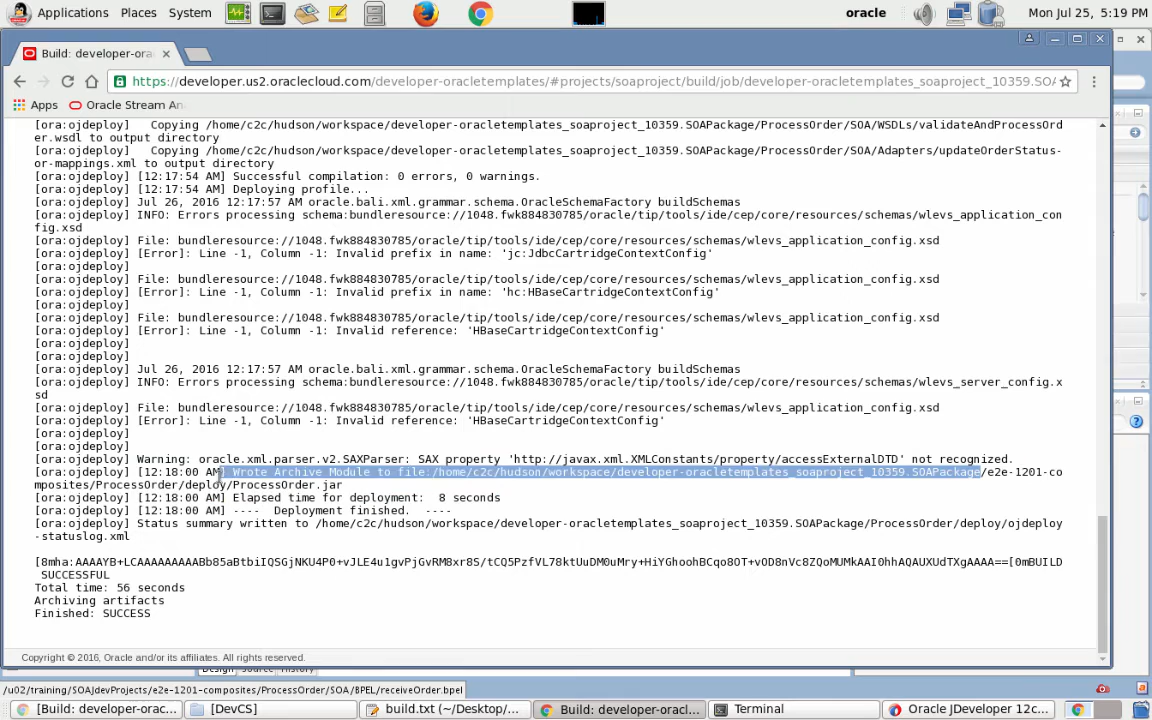 Applications Places System oracle Mon Jul 25, 5:19 PM
Build: developer-ora
https://developer.us2.oraclecloud.com/developer-oracletemplates/#projects/soaproject/build/job/developer-oracletemplates_soaproject_10359.SOA
Apps Oracle Stream An
[ora:ojdeploy] Copying /home/c2c/hudson/workspace/developer-oracletemplates_soaproject_10359.SOAPackage/ProcessOrder/SOA/WSDLs/validateAndProcessOrd
er.wsdl to output directory
[ora:ojdeploy] Copying /home/c2c/hudson/workspace/developer-oracletemplates_soaproject_10359.SOAPackage/ProcessOrder/SOA/Adapters/updateOrderStatus-
or-mappings.xml to output directory
[ora:ojdeploy] [12:17:54 AM] Successful compilation: 0 errors, 0 warnings.
[ora:ojdeploy] [12:17:54 AM] Deploying profile...
[ora:ojdeploy] Jul 26, 2016 12:17:57 AM oracle.bali.xml.grammar.schema.OracleSchemaFactory buildSchemas
[ora:ojdeploy] INFO: Errors processing schema:bundleresource://1048.fwk884830785/oracle/tip/tools/ide/cep/core/resources/schemas/wlevs_application_con
fig.xsd
[ora:ojdeploy] File: bundleresource://1048.fwk884830785/oracle/tip/tools/ide/cep/core/resources/schemas/wlevs_application_config.xsd
[ora:ojdeploy] [Error]: Line -1, Column -1: Invalid prefix in name: 'jc:JdbcCartridgeContextConfig'
[ora:ojdeploy]
[ora:ojdeploy] File: bundleresource://1048.fwk884830785/oracle/tip/tools/ide/cep/core/resources/schemas/wlevs_application_config.xsd
[ora:ojdeploy] [Error]: Line -1, Column -1: Invalid prefix in name: 'hc:HBaseCartridgeContextConfig'
[ora:ojdeploy]
[ora:ojdeploy] File: bundleresource://1048.fwk884830785/oracle/tip/tools/ide/cep/core/resources/schemas/wlevs_application_config.xsd
[ora:ojdeploy] [Error]: Line -1, Column -1: Invalid reference: 'HBaseCartridgeContextConfig'
[ora:ojdeploy]
[ora:ojdeploy]
[ora:ojdeploy] Jul 26, 2016 12:17:57 AM oracle.bali.xml.grammar.schema.OracleSchemaFactory buildSchemas
[ora:ojdeploy] INFO: Errors processing schema:bundleresource://1048.fwk884830785/oracle/tip/tools/ide/cep/core/resources/schemas/wlevs_server_config.x
sd
[ora:ojdeploy] File: bundleresource://1048.fwk884830785/oracle/tip/tools/ide/cep/core/resources/schemas/wlevs_application_config.xsd
[ora:ojdeploy] [Error]: Line -1, Column -1: Invalid reference: 'HBaseCartridgeContextConfig'
[ora:ojdeploy]
[ora:ojdeploy]
[ora:ojdeploy] Warning: oracle.xml.parser.v2.SAXParser: SAX property 'http://javax.xml.XMLConstants/property/accessExternalDTD' not recognized.
[ora:ojdeploy] [12:18:00 AM] Wrote Archive Module to file:/home/c2c/hudson/workspace/developer-oracletemplates_soaproject_10359.SOAPackage/e2e-1201-co
mposites/ProcessOrder/deploy/ProcessOrder.jar
[ora:ojdeploy] [12:18:00 AM] Elapsed time for deployment: 8 seconds
[ora:ojdeploy] [12:18:00 AM] ---- Deployment finished. ----
[ora:ojdeploy] Status summary written to /home/c2c/hudson/workspace/developer-oracletemplates_soaproject_10359.SOAPackage/ProcessOrder/deploy/ojdeploy
-statuslog.xml
[8mha:AAAAYB+LCAAAAAAAAABb85aBtbiIQSGjNKU4P0+vJLE4u1gvPjGvRM8xr8S/tCQ5PzfVL78ktUuDM0uMry+HiYGhoohBCqo8OT+vOD8nVc8ZQoMUMkAAI0hhAQAUXUdTXgAAAA==[0mBUILD
SUCCESSFUL
Total time: 56 seconds
Archiving artifacts
Finished: SUCCESS
Copyright © 2016, Oracle and/or its affiliates. All rights reserved.
Design Source History
/u02/training/SOAJdevProjects/e2e-1201-composites/ProcessOrder/SOA/BPEL/receiveOrder.bpel
[Build: developer-orac... [DevCS] build.txt (~/Desktop/... Build: developer-oracl... Terminal Oracle JDeveloper 12c...